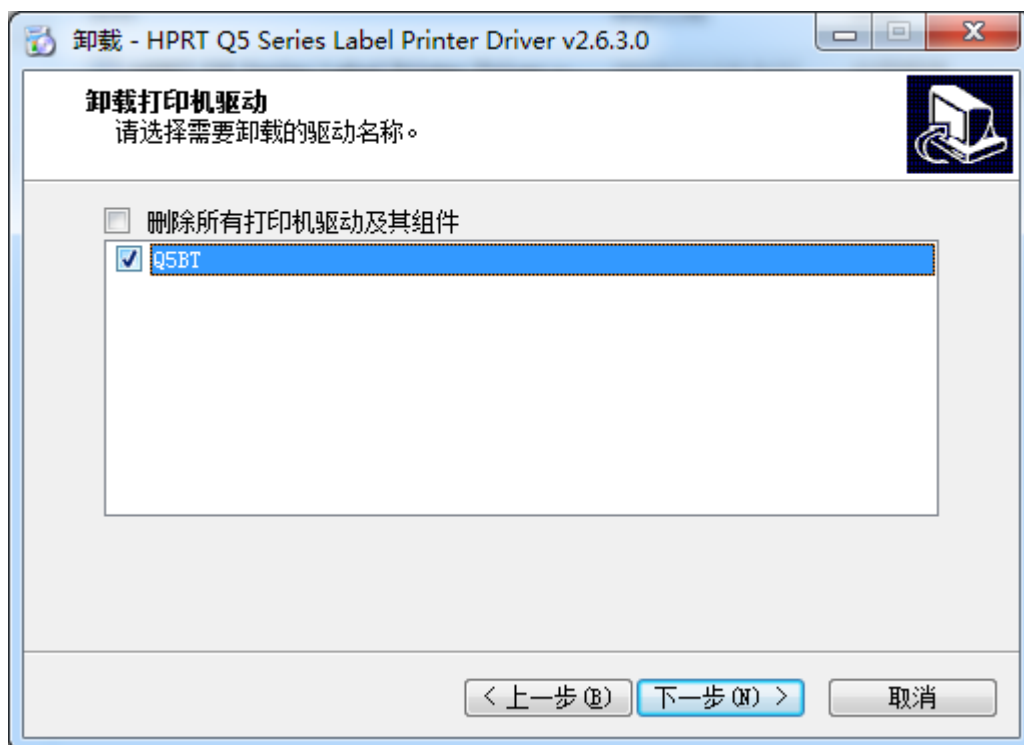 卸载 - HPRT Q5 Series Label Printer Driver v2.6.3.0
卸载打印机驱动
请选择需要卸载的驱动名称。
删除所有打印机驱动及其组件
Q5BT
< 上一步(B)
下一步(N) >
取消